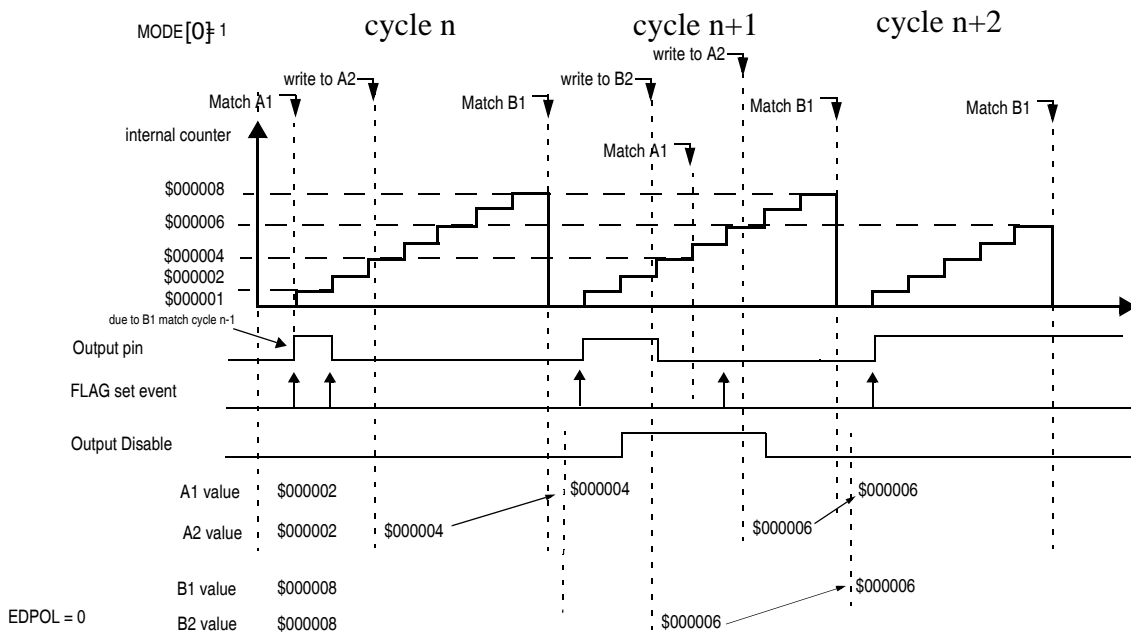 MODE[0]= 1
cycle n
cycle n+1
cycle n+2
write to A2
write to B2
write to A2
Match A1
Match B1
Match B1
Match B1
Match A1
internal counter
$000008
$000006
$000004
$000002
$000001
due to B1 match cycle n-1
Output pin
FLAG set event
Output Disable
A1 value $000002 $000004 $000006
A2 value $000002 $000004 $000006
B1 value $000008 $000006
EDPOL = 0
B2 value $000008 $000006